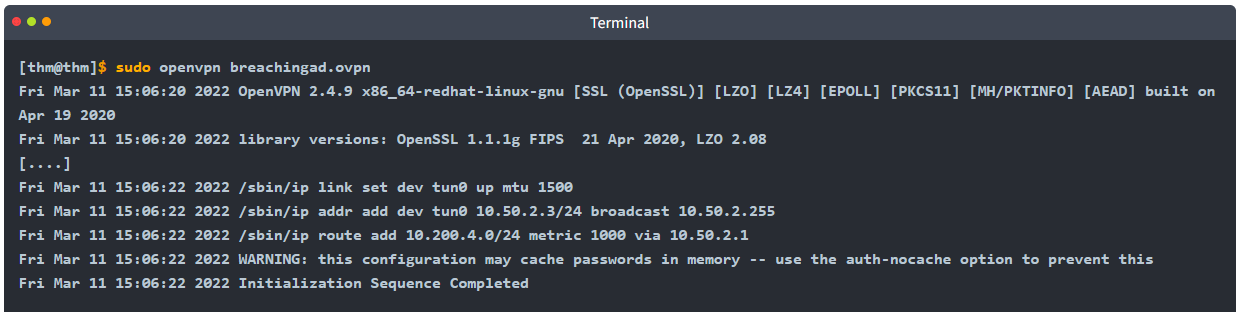 Terminal
[thm@thm]$ sudo openvpn breachingad.ovpn
Fri Mar 11 15:06:20 2022 OpenVPN 2.4.9 x86_64-redhat-linux-gnu [SSL (OpenSSL)] [LZO] [LZ4] [EPOLL] [PKCS11] [MH/PKTINFO] [AEAD] built on
Apr 19 2020
Fri Mar 11 15:06:20 2022 library versions: OpenSSL 1.1.1g FIPS  21 Apr 2020, LZO 2.08
[....]
Fri Mar 11 15:06:22 2022 /sbin/ip link set dev tun0 up mtu 1500
Fri Mar 11 15:06:22 2022 /sbin/ip addr add dev tun0 10.50.2.3/24 broadcast 10.50.2.255
Fri Mar 11 15:06:22 2022 /sbin/ip route add 10.200.4.0/24 metric 1000 via 10.50.2.1
Fri Mar 11 15:06:22 2022 WARNING: this configuration may cache passwords in memory -- use the auth-nocache option to prevent this
Fri Mar 11 15:06:22 2022 Initialization Sequence Completed